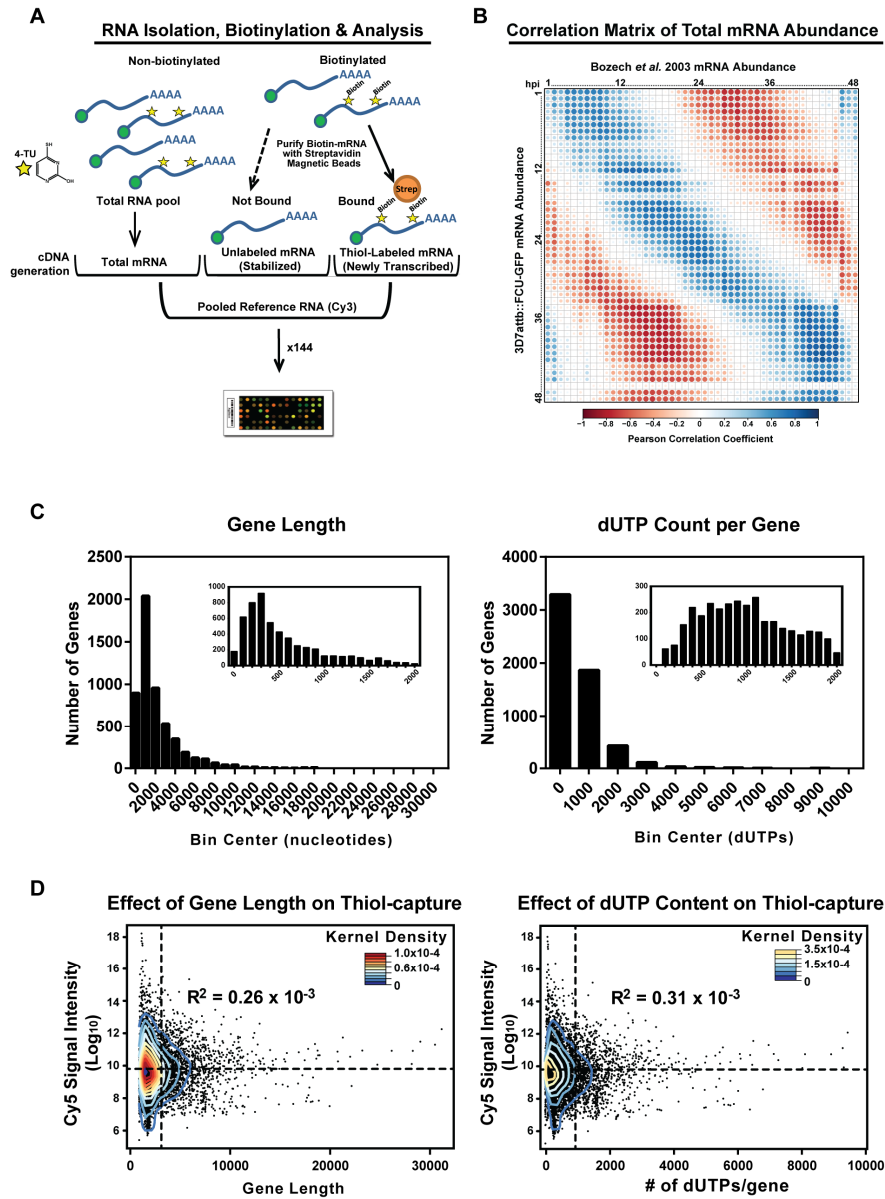 A
RNA Isolation, Biotinylation & Analysis
Non-biotinylated
Biotinylated
AAAA
AAAA
Biotin
Biotin
AAAA
AAAA
AAAA
AAAA
4-TU
SH
OH
Purify Biotin-mRNA
with Streptavidin
Magnetic Beads
Strep
Total RNA pool
Not Bound
Bound
Biotin
Biotin
AAAA
AAAA
cDNA
generation
Total mRNA
Unlabeled mRNA
(Stabilized)
Thiol-Labeled mRNA
(Newly Transcribed)
Pooled Reference RNA (Cy3)
x144
B
Correlation Matrix of Total mRNA Abundance
Bozech et al. 2003 mRNA Abundance
hpi
1 12 24 36 48
3D7attb::FCU-GFP mRNA Abundance
1 12 24 36 48
−1 −0.8 −0.6 −0.4 −0.2 0 0.2 0.4 0.6 0.8 1
Pearson Correlation Coefficient
C
Gene Length
Number of Genes
2500
2000
1500
1000
500
0
1000
800
600
400
200
0
0 500 1000 1500 2000
0 2000 4000 6000 8000 10000 12000 14000 16000 18000 20000 22000 24000 26000 28000 30000
Bin Center (nucleotides)
dUTP Count per Gene
Number of Genes
4000
3000
2000
1000
0
300
200
100
0
0 500 1000 1500 2000
0 1000 2000 3000 4000 5000 6000 7000 8000 9000 10000
Bin Center (dUTPs)
D
Effect of Gene Length on Thiol-capture
Cy5 Signal Intensity
(Log10)
18
16
14
12
10
8
6
Kernel Density
1.0x10-4
0.6x10-4
0
R2 = 0.26 x 10-3
0 10000 20000 30000
Gene Length
Effect of dUTP Content on Thiol-capture
Cy5 Signal Intensity
(Log10)
18
16
14
12
10
8
6
Kernel Density
3.5x10-4
1.5x10-4
0
R2 = 0.31 x 10-3
0 2000 4000 6000 8000 10000
# of dUTPs/gene